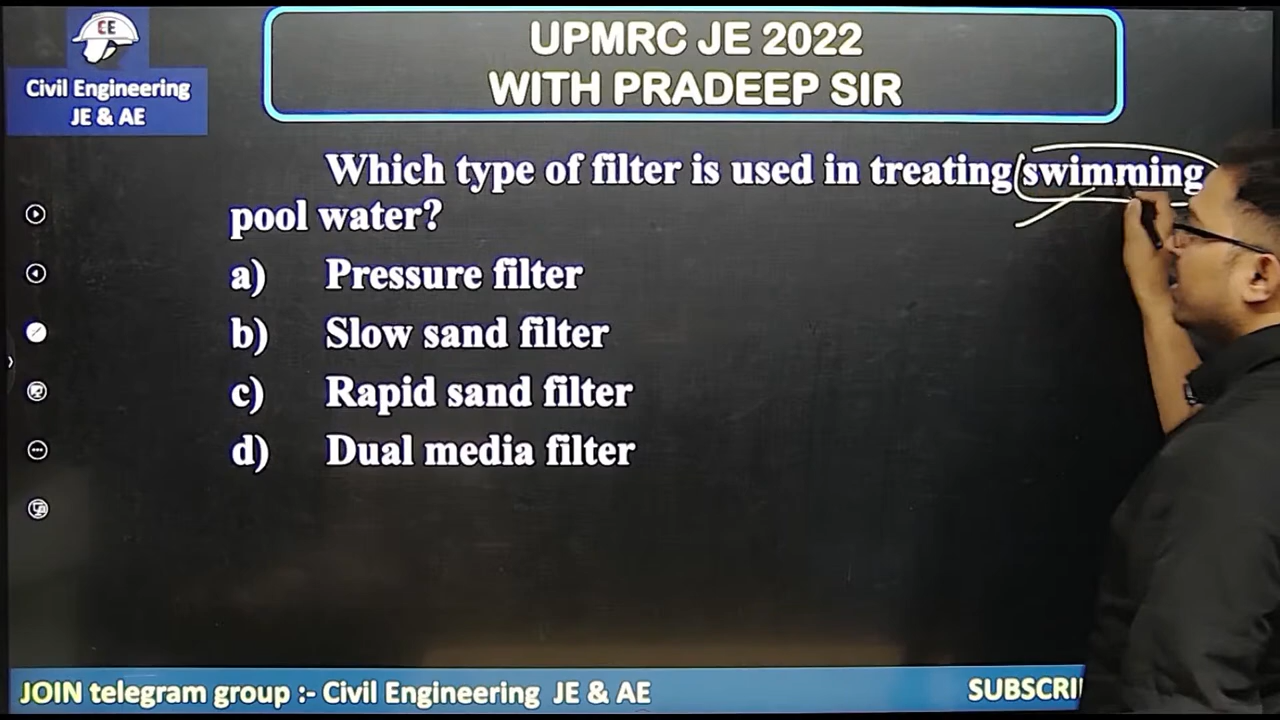 CE
Civil Engineering
JE & AE
UPMRC JE 2022
WITH PRADEEP SIR
Which type of filter is used in treating swimming
pool water?
a) Pressure filter
b) Slow sand filter
c) Rapid sand filter
d) Dual media filter
JOIN telegram group :- Civil Engineering JE & AE